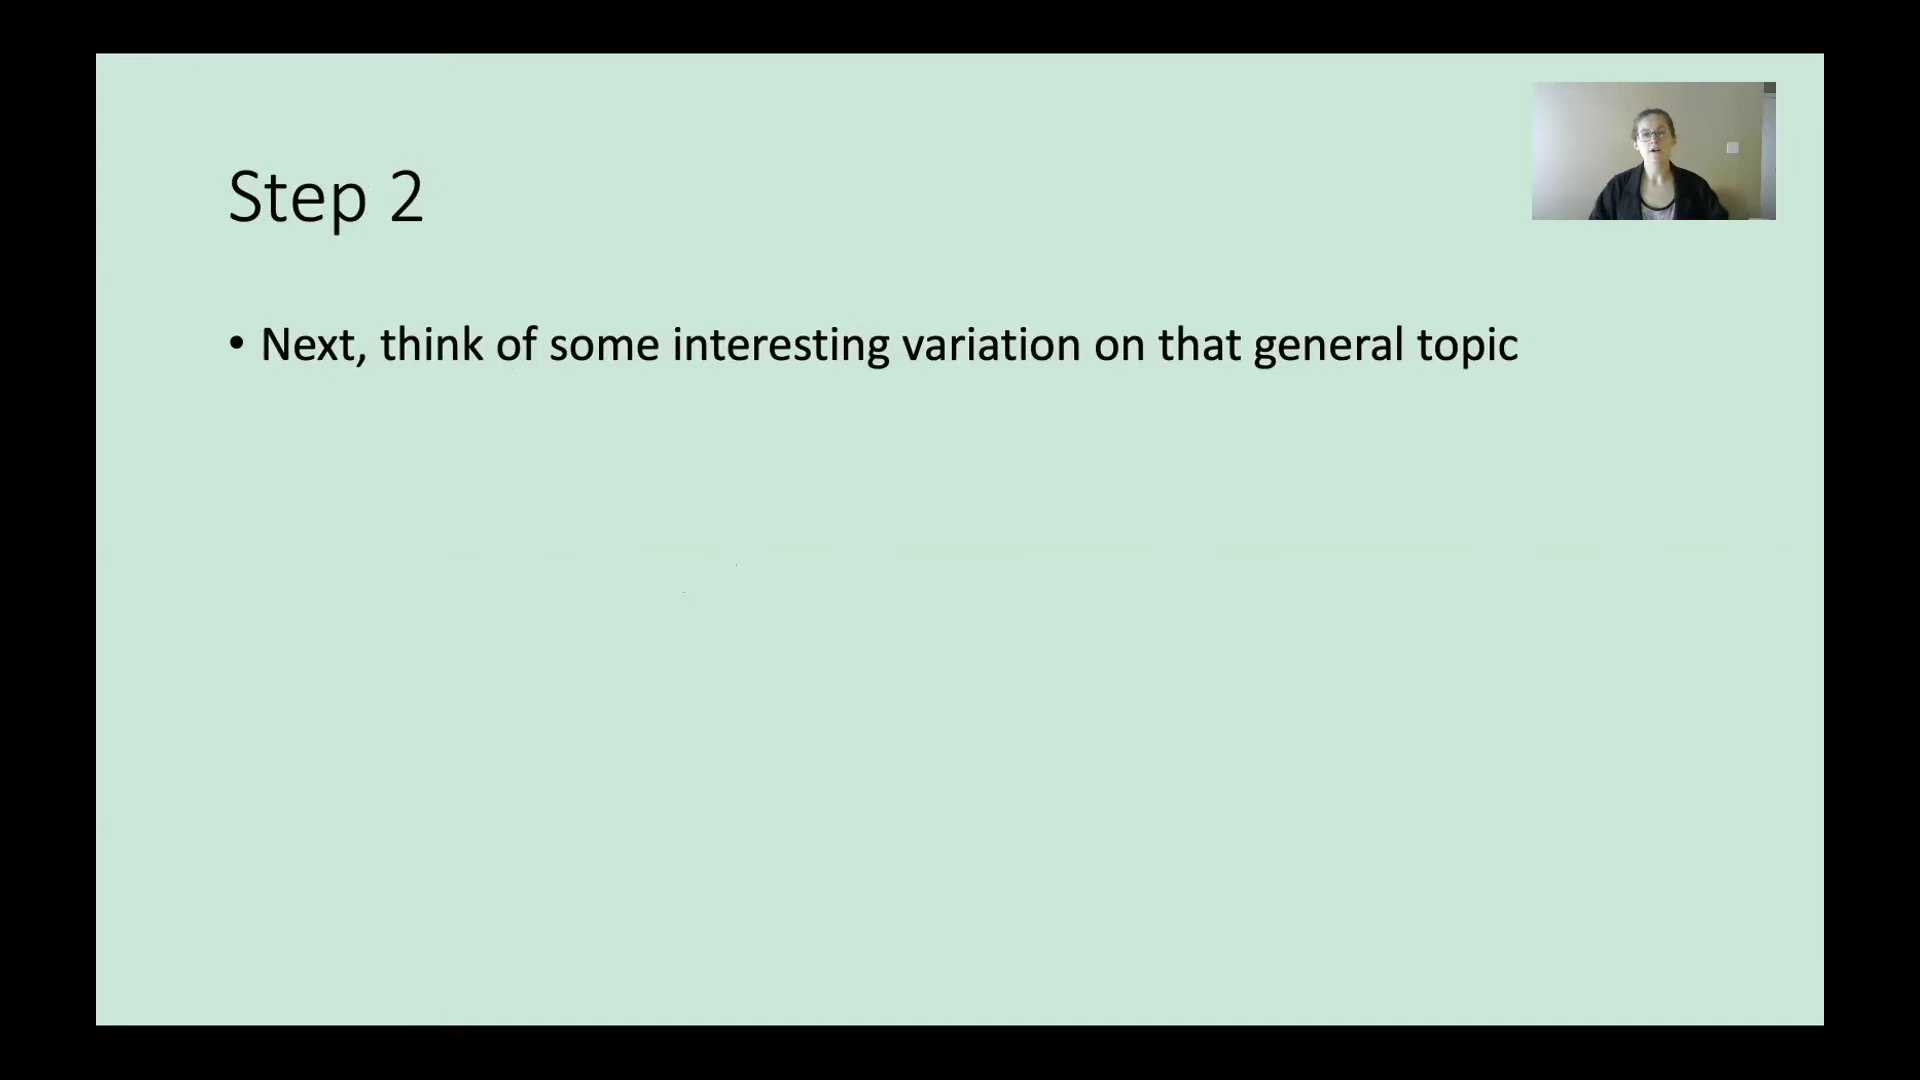 Step 2
• Next, think of some interesting variation on that general topic